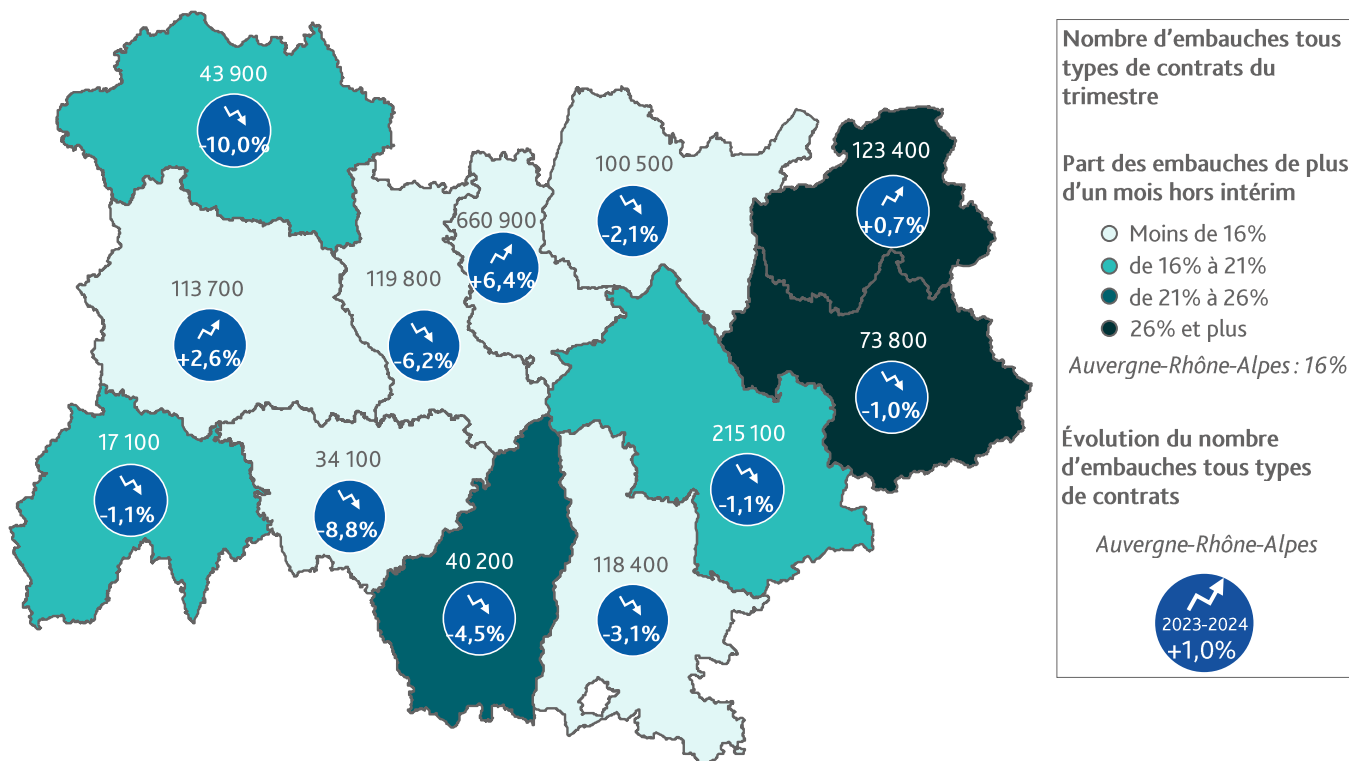 43 900
-10,0%
100 500
-2,1%
123 400
+0,7%
660 900
+6,4%
119 800
-6,2%
113 700
+2,6%
73 800
-1,0%
17 100
-1,1%
34 100
-8,8%
215 100
-1,1%
40 200
-4,5%
118 400
-3,1%
Nombre d'embauches tous
types de contrats du
trimestre
Part des embauches de plus
d'un mois hors intérim
Moins de 16%
de 16% à 21%
de 21% à 26%
26% et plus
Auvergne-Rhône-Alpes : 16%
Évolution du nombre
d'embauches tous types
de contrats
Auvergne-Rhône-Alpes
2023-2024
+1,0%